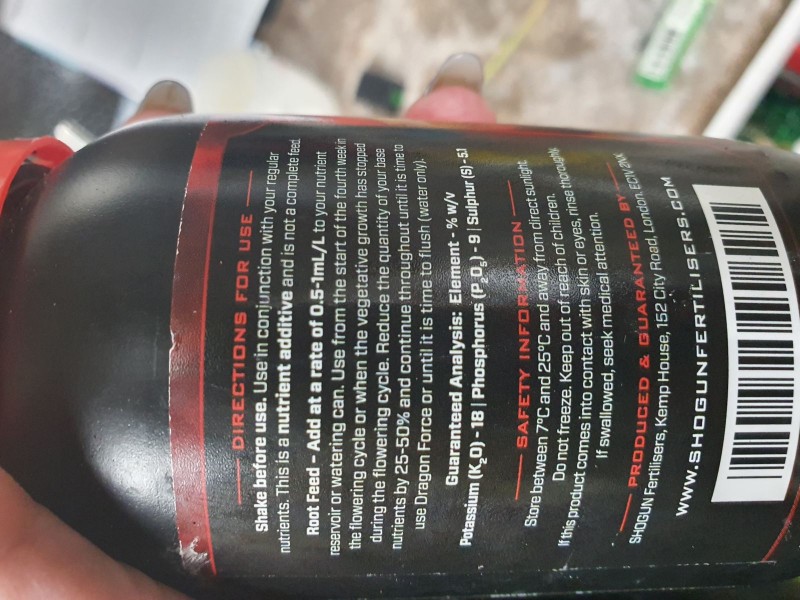 DIRECTIONS FOR USE
Shake before use. Use in conjunction with your regular
nutrients. This is a nutrient additive and is not a complete feed.
Root Feed - Add at a rate of 0.5-1mL/L to your nutrient
reservoir or watering can. Use from the start of the fourth week in
the flowering cycle or when the vegetative growth has stopped
during the flowering cycle. Reduce the quantity of your base
nutrients by 25-50% and continue throughout until it is time to
use Dragon Force or until it is time to flush (water only).
Guaranteed Analysis: Element - % w/v
Potassium (K₂O) - 18 | Phosphorus (P₂O₅) - 9 | Sulphur (S) - 5.1
SAFETY INFORMATION
Store between 7°C and 25°C and away from direct sunlight.
Do not freeze. Keep out of reach of children.
If this product comes into contact with skin or eyes, rinse thoroughly.
If swallowed, seek medical attention.
PRODUCED & GUARANTEED BY
SHOGUN Fertilisers, Kemp House, 152 City Road, London, EC1V 2NX
WWW.SHOGUNFERTILISERS.COM